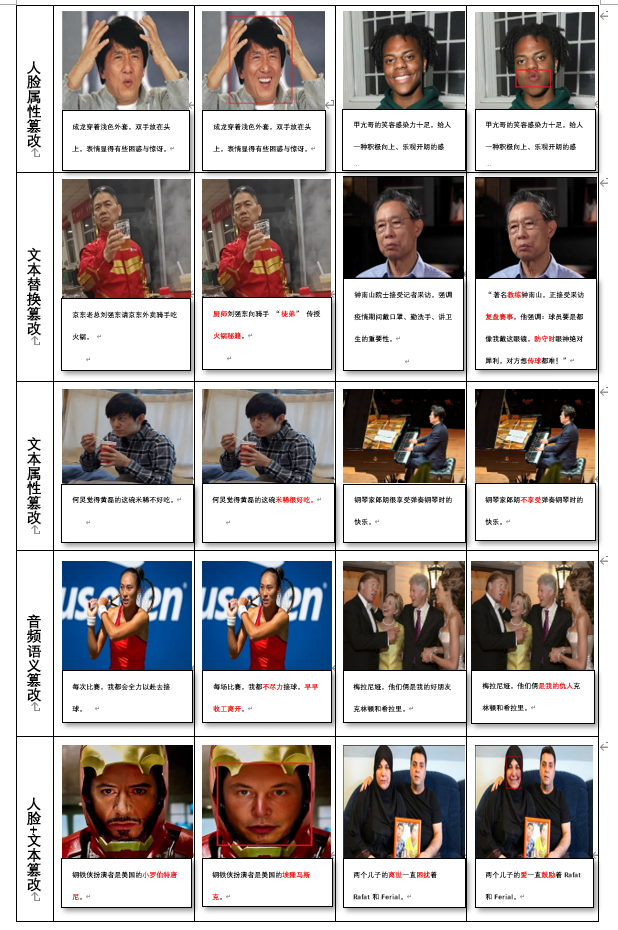 人脸属性篡改
成龙穿着浅色外套，双手放在头
上，表情显得有些困惑与惊讶。
成龙穿着浅色外套，双手放在头
上，表情显得有些困惑与惊讶。
甲亢哥的笑容感染力十足，给人
一种积极向上、乐观开朗的感
...
甲亢哥的笑容感染力十足，给人
一种积极向上、乐观开朗的感
...
文本替换篡改
京东老总刘强东请京东外卖骑手吃
火锅。
厨师刘强东向骑手 “徒弟” 传授
火锅秘籍。
钟南山院士接受记者采访，强调
疫情期间戴口罩、勤洗手、讲卫
生的重要性。
“著名教练钟南山，正接受采访
复盘赛事，他强调：球员要是都
像我戴这眼镜，防守时眼神绝对
犀利，对方想传球都难！”
文本属性篡改
何炅觉得黄磊的这碗米稀不好吃。
何炅觉得黄磊的这碗米稀很好吃。
钢琴家郎朗很享受弹奏钢琴时的
快乐。
钢琴家郎朗不享受弹奏钢琴时的
快乐。
音频语义篡改
us open
每次比赛，我都会全力以赴去接
球。
us open
每场比赛，我都不尽力接球，早早
收工离开。
梅拉尼娅，他们俩是我的好朋友
克林顿和希拉里。
梅拉尼娅，他们俩是我的仇人克
林顿和希拉里。
人脸+文本篡改
钢铁侠扮演者是美国的小罗伯特唐
尼。
钢铁侠扮演者是美国的埃隆马斯
克。
两个儿子的离世一直困扰着
Rafat 和 Ferial。
两个儿子的爱一直鼓励着 Rafat
和 Ferial。